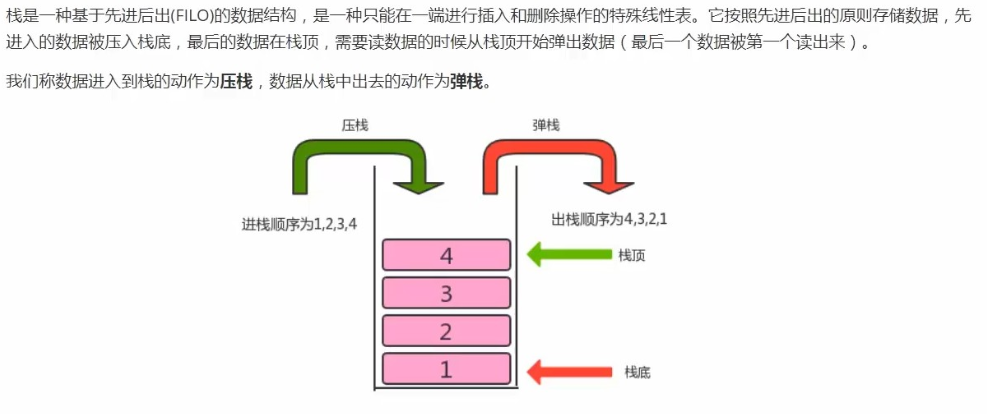 栈是一种基于先进后出(FILO)的数据结构，是一种只能在一端进行插入和删除操作的特殊线性表。它按照先进后出的原则存储数据，先
进入的数据被压入栈底，最后的数据在栈顶，需要读数据的时候从栈顶开始弹出数据（最后一个数据被第一个读出来）。
我们称数据进入到栈的动作为压栈，数据从栈中出去的动作为弹栈。
压栈
弹栈
进栈顺序为1,2,3,4
出栈顺序为4,3,2,1
4
栈顶
3
2
1
栈底